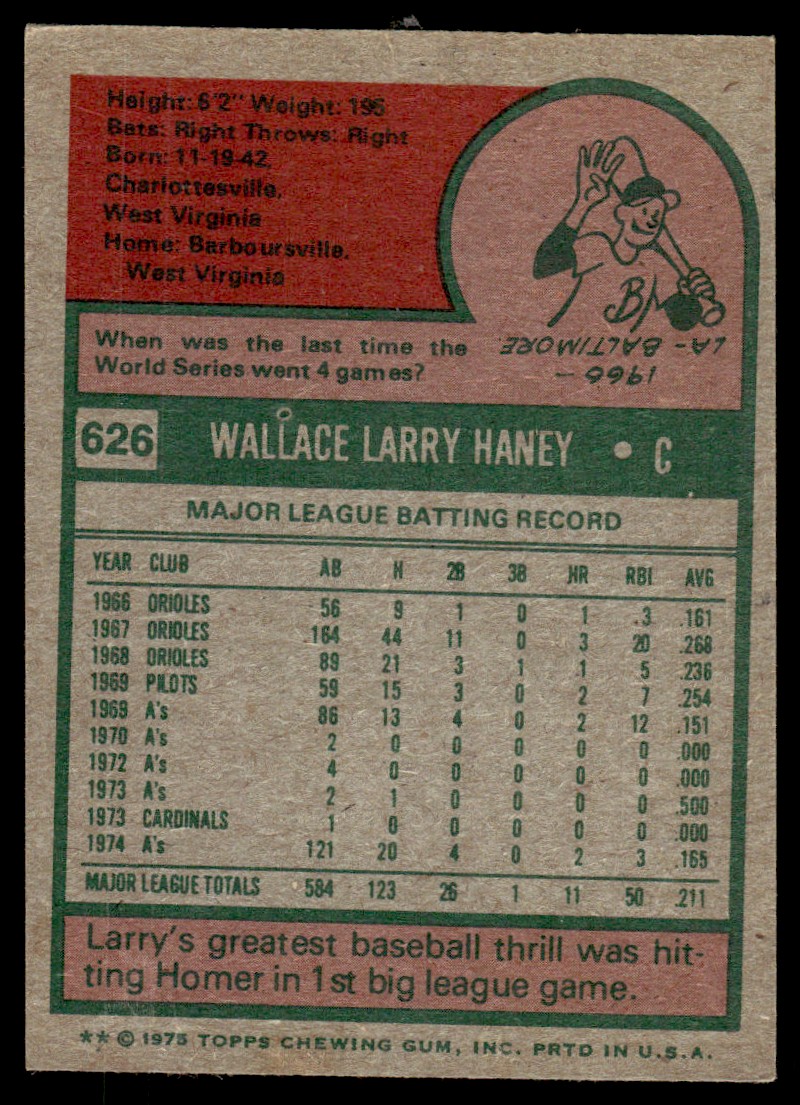 Height: 6'2" Weight: 195
Bats: Right Throws: Right
Born: 11-19-42,
Charlottesville,
West Virginia
Home: Barboursville,
West Virginia
B
When was the last time the
World Series went 4 games?
1966 -
LA - BALTIMORE
626 WALLACE LARRY HANEY • C
MAJOR LEAGUE BATTING RECORD
YEAR CLUB AB H 2B 3B HR RBI AVG
1966 ORIOLES 56 9 1 0 1 3 .161
1967 ORIOLES 164 44 11 0 3 20 .268
1968 ORIOLES 89 21 3 1 1 5 .236
1969 PILOTS 59 15 3 0 2 7 .254
1969 A's 86 13 4 0 2 12 .151
1970 A's 2 0 0 0 0 0 .000
1972 A's 4 0 0 0 0 0 .000
1973 A's 2 1 0 0 0 0 .500
1973 CARDINALS 1 0 0 0 0 0 .000
1974 A's 121 20 4 0 2 3 .165
MAJOR LEAGUE TOTALS 584 123 26 1 11 50 .211
Larry's greatest baseball thrill was hit-
ting Homer in 1st big league game.
** © 1975 TOPPS CHEWING GUM, INC. PRTD IN U.S.A.